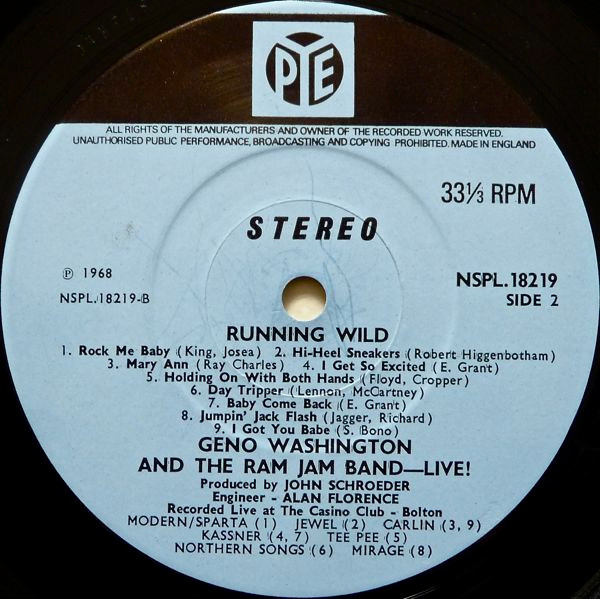 PYE
ALL RIGHTS OF THE MANUFACTURERS AND OWNER OF THE RECORDED WORK RESERVED.
UNAUTHORISED PUBLIC PERFORMANCE, BROADCASTING AND COPYING PROHIBITED. MADE IN ENGLAND
33⅓ RPM
STEREO
Ⓟ 1968
NSPL.18219
NSPL.18219-B
SIDE 2
RUNNING WILD
1. Rock Me Baby (King, Josea) 2. Hi-Heel Sneakers (Robert Higgenbotham)
3. Mary Ann (Ray Charles) 4. I Get So Excited (E. Grant)
5. Holding On With Both Hands (Floyd, Cropper)
6. Day Tripper (Lennon, McCartney)
7. Baby Come Back (E. Grant)
8. Jumpin' Jack Flash (Jagger, Richard)
9. I Got You Babe (S. Bono)
GENO WASHINGTON
AND THE RAM JAM BAND—LIVE!
Produced by JOHN SCHROEDER
Engineer - ALAN FLORENCE
Recorded Live at The Casino Club - Bolton
MODERN/SPARTA (1) JEWEL (2) CARLIN (3, 9)
KASSNER (4, 7) TEE PEE (5)
NORTHERN SONGS (6) MIRAGE (8)